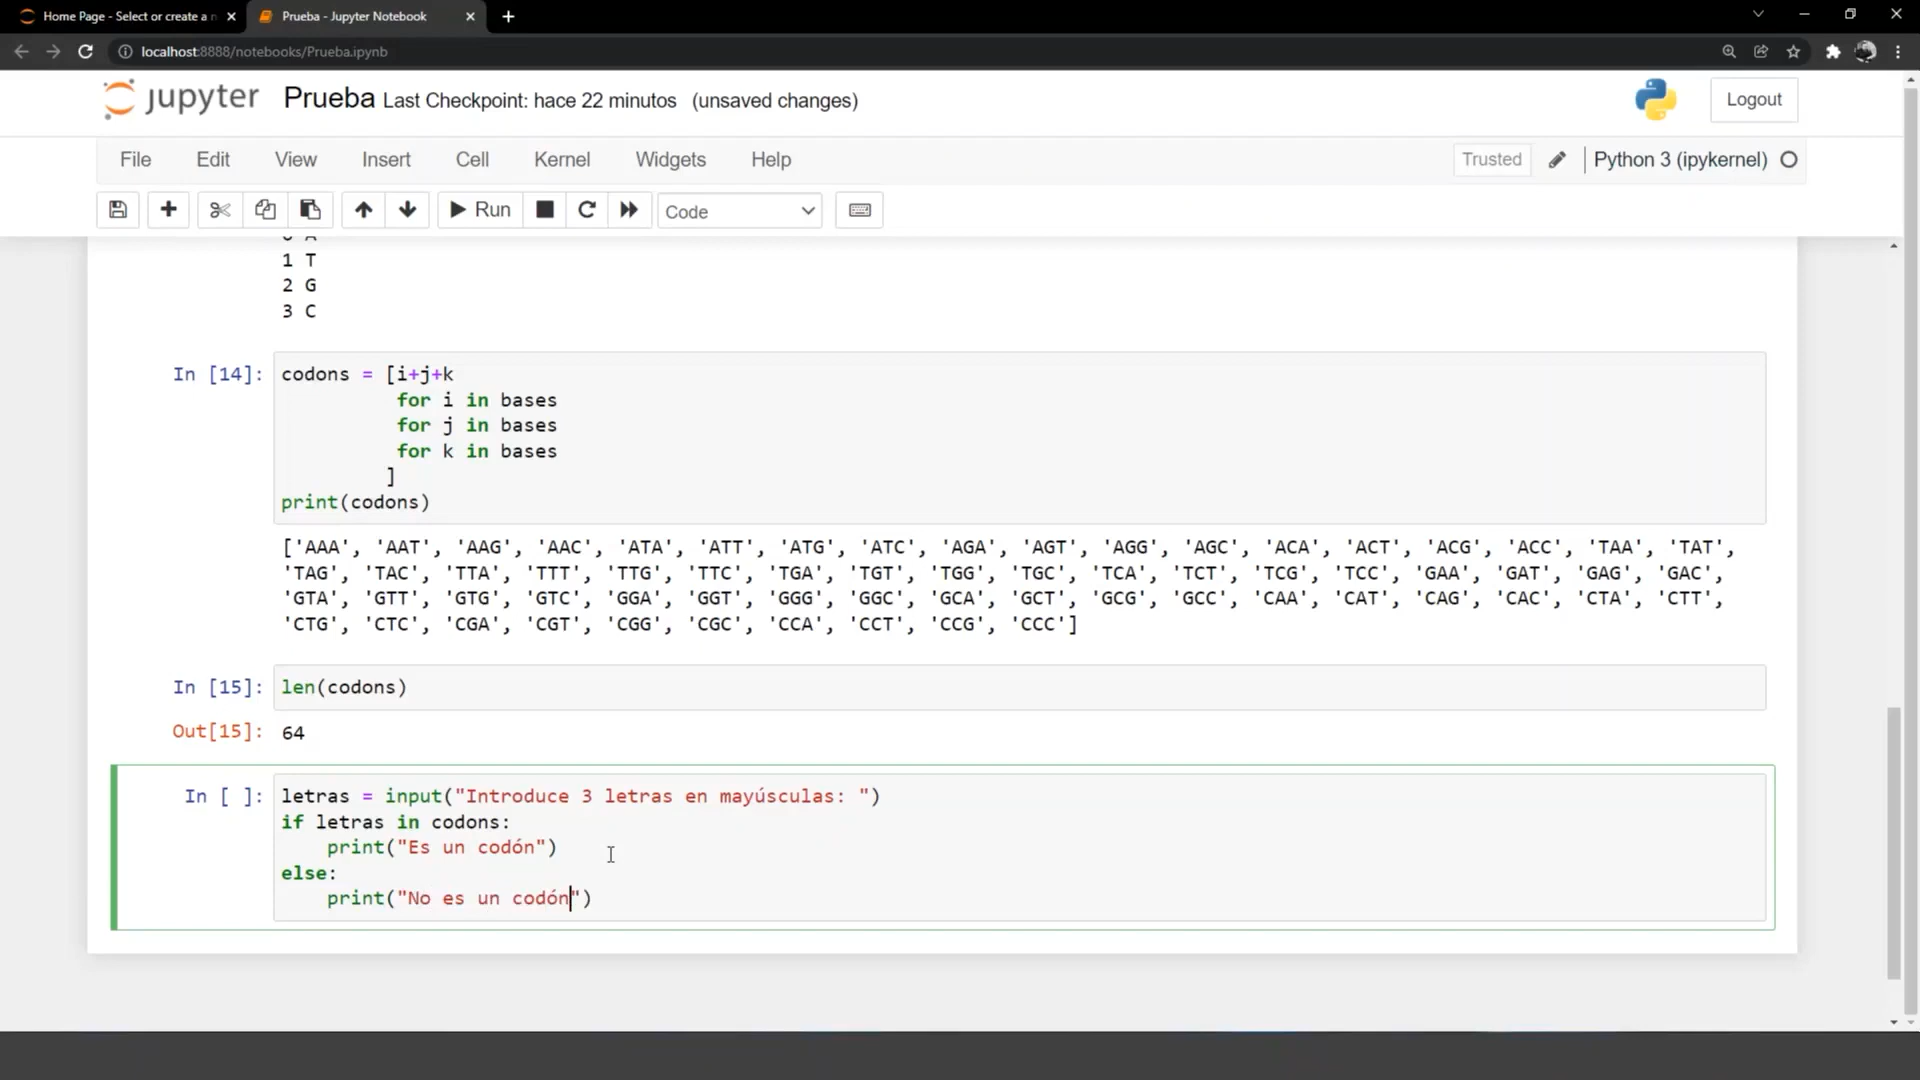 Home Page - Select or create a n
Prueba - Jupyter Notebook
localhost:8888/notebooks/Prueba.ipynb
jupyter Prueba Last Checkpoint: hace 22 minutos (unsaved changes)
Logout
File Edit View Insert Cell Kernel Widgets Help
Trusted Python 3 (ipykernel)
Run Code
1 T
2 G
3 C
In [14]: codons = [i+j+k
for i in bases
for j in bases
for k in bases
]
print(codons)
['AAA', 'AAT', 'AAG', 'AAC', 'ATA', 'ATT', 'ATG', 'ATC', 'AGA', 'AGT', 'AGG', 'AGC', 'ACA', 'ACT', 'ACG', 'ACC', 'TAA', 'TAT',
'TAG', 'TAC', 'TTA', 'TTT', 'TTG', 'TTC', 'TGA', 'TGT', 'TGG', 'TGC', 'TCA', 'TCT', 'TCG', 'TCC', 'GAA', 'GAT', 'GAG', 'GAC',
'GTA', 'GTT', 'GTG', 'GTC', 'GGA', 'GGT', 'GGG', 'GGC', 'GCA', 'GCT', 'GCG', 'GCC', 'CAA', 'CAT', 'CAG', 'CAC', 'CTA', 'CTT',
'CTG', 'CTC', 'CGA', 'CGT', 'CGG', 'CGC', 'CCA', 'CCT', 'CCG', 'CCC']
In [15]: len(codons)
Out[15]: 64
In [ ]: letras = input("Introduce 3 letras en mayúsculas: ")
if letras in codons:
print("Es un codón")
else:
print("No es un codón")